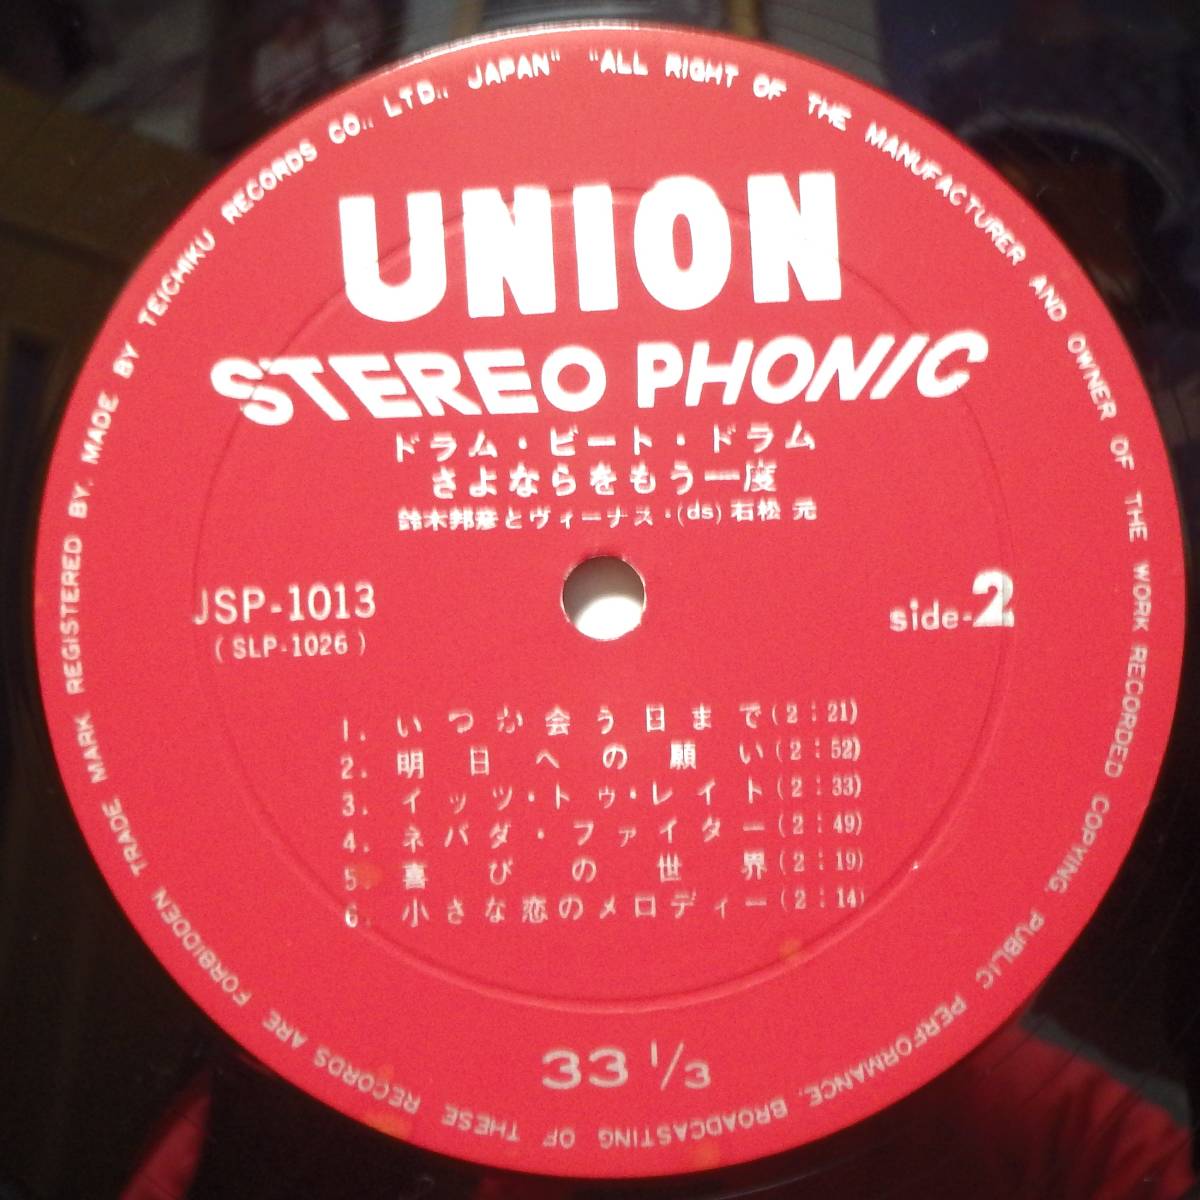 TRADE MARK REGISTERED BY. MADE BY TEICHIKU RECORDS CO., LTD., JAPAN" "ALL RIGHT OF THE MANUFACTURER AND OWNER OF THE WORK RECORDED COPYING, PUBLIC PERFORMANCE, BROADCASTING OF THESE RECORDS ARE FORBIDDEN
UNION
STEREO PHONIC
ドラム・ビート・ドラム
さよならをもう一度
鈴木邦彦とヴィーナス・(ds) 石松 元
JSP-1013
(SLP-1026)
side-2
1. いつか会う日まで (2:21)
2. 明日への願い (2:52)
3. イッツ・トゥ・レイト (2:33)
4. ネバダ・ファイター (2:49)
5. 喜びの世界 (2:19)
6. 小さな恋のメロディー (2:14)
33 1/3